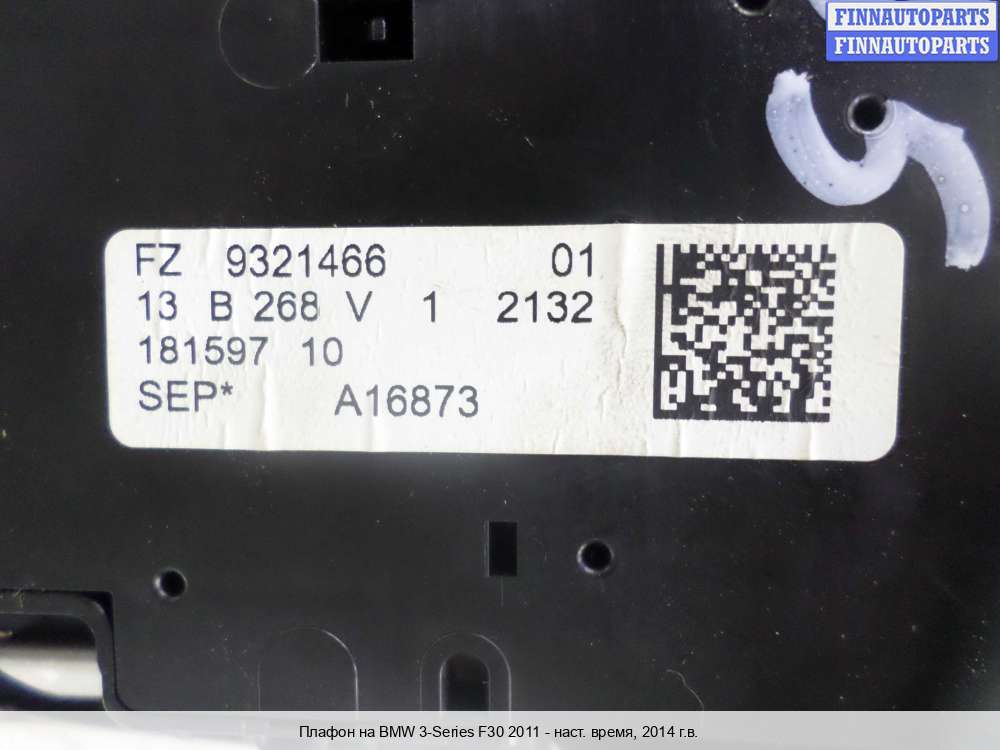 FINNAUTOPARTS
FINNAUTOPARTS
FZ 9321466 01
13 B 268 V 1 2132
181597 10
SEP* A16873
Плафон на BMW 3-Series F30 2011 - наст. время, 2014 г.в.